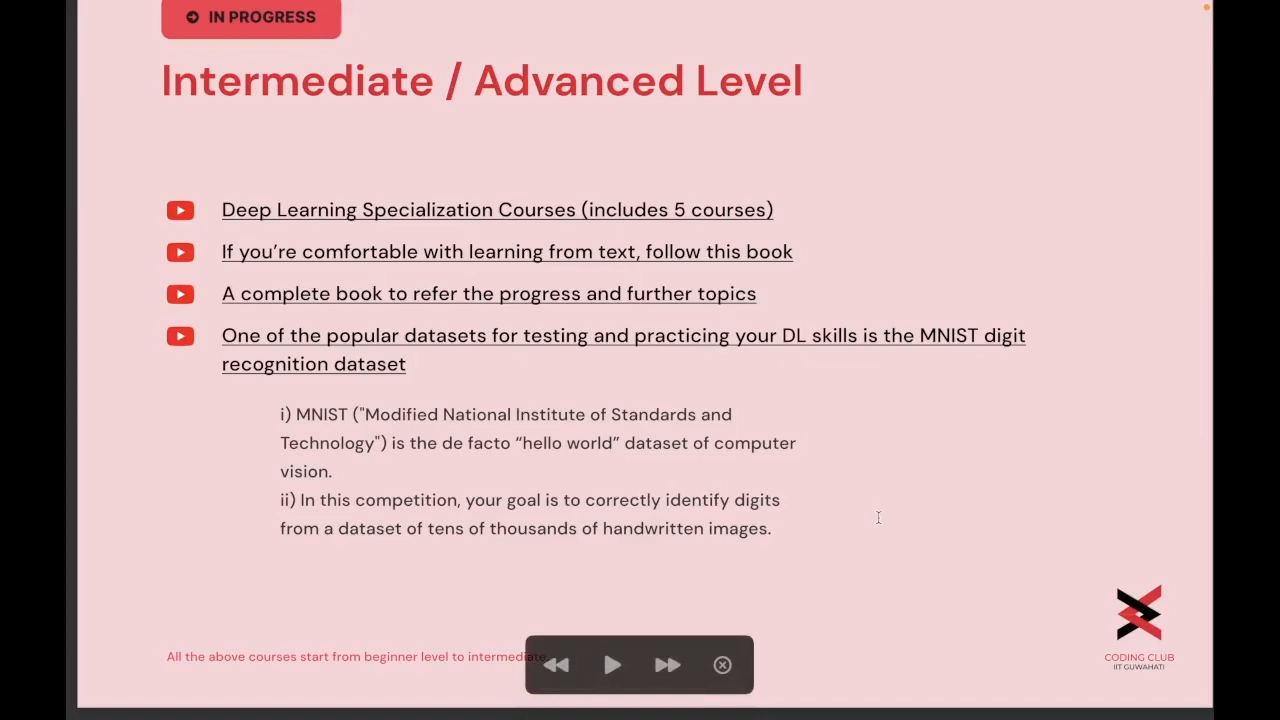 IN PROGRESS
Intermediate / Advanced Level
Deep Learning Specialization Courses (includes 5 courses)
If you’re comfortable with learning from text, follow this book
A complete book to refer the progress and further topics
One of the popular datasets for testing and practicing your DL skills is the MNIST digit
recognition dataset
i) MNIST ("Modified National Institute of Standards and
Technology") is the de facto “hello world” dataset of computer
vision.
ii) In this competition, your goal is to correctly identify digits
from a dataset of tens of thousands of handwritten images.
All the above courses start from beginner level to intermediate
CODING CLUB
IIT GUWAHATI